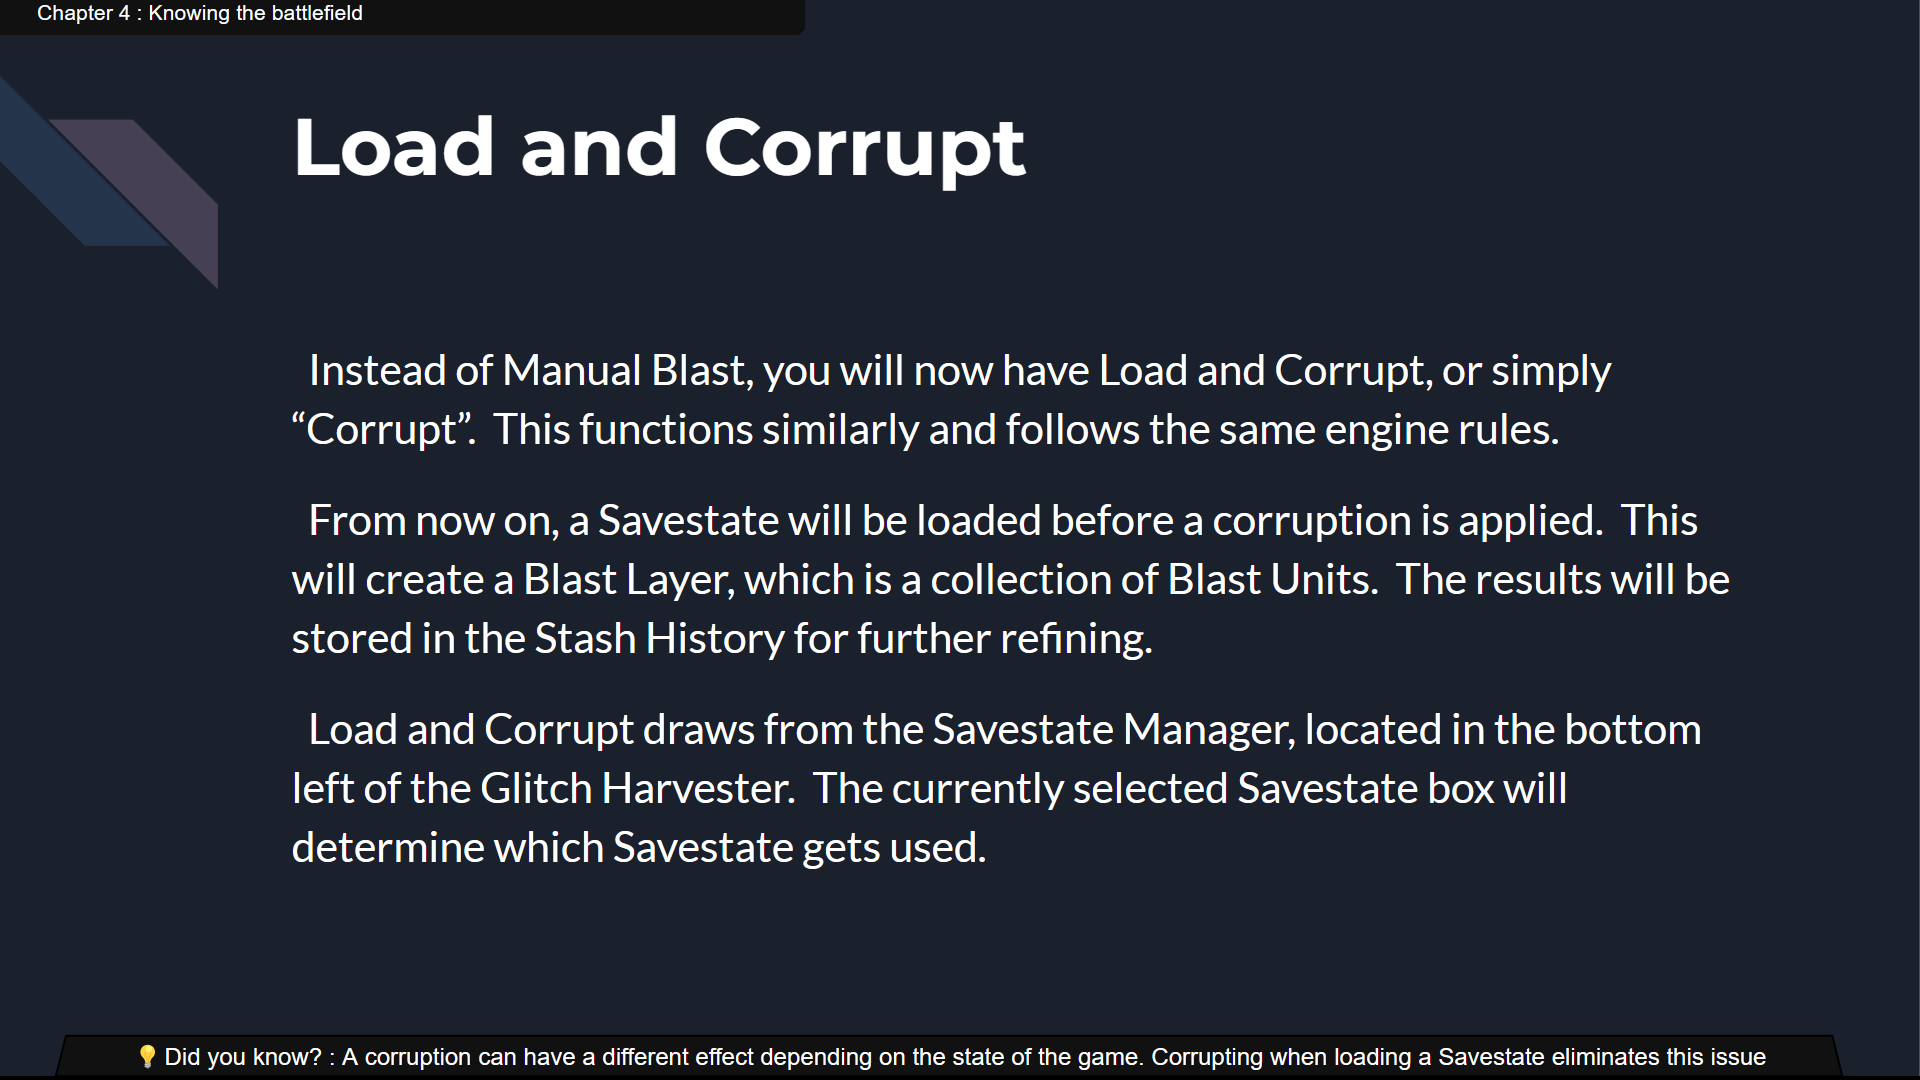 Chapter 4 : Knowing the battlefield
Load and Corrupt
Instead of Manual Blast, you will now have Load and Corrupt, or simply
“Corrupt”.  This functions similarly and follows the same engine rules.
From now on, a Savestate will be loaded before a corruption is applied.  This
will create a Blast Layer, which is a collection of Blast Units.  The results will be
stored in the Stash History for further refining.
Load and Corrupt draws from the Savestate Manager, located in the bottom
left of the Glitch Harvester.  The currently selected Savestate box will
determine which Savestate gets used.
💡 Did you know? : A corruption can have a different effect depending on the state of the game. Corrupting when loading a Savestate eliminates this issue